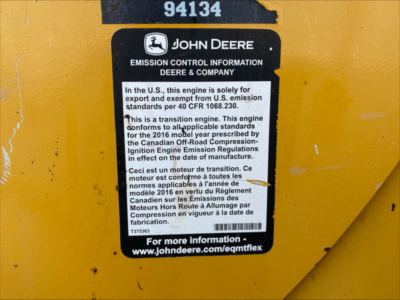 94134
JOHN DEERE
EMISSION CONTROL INFORMATION
DEERE & COMPANY
In the U.S., this engine is solely for
export and exempt from U.S. emission
standards per 40 CFR 1068.230.
This is a transition engine. This engine
conforms to all applicable standards
for the 2016 model year prescribed by
the Canadian Off-Road Compression-
Ignition Engine Emission Regulations
in effect on the date of manufacture.
Ceci est un moteur de transition. Ce
moteur est conforme à toutes les
normes applicables à l'année de
modèle 2016 en vertu du Règlement
Canadien sur les Émissions des
Moteurs Hors Route à Allumage par
Compression en vigueur à la date de
fabrication.
T375363
For more information -
www.johndeere.com/eqmtflex